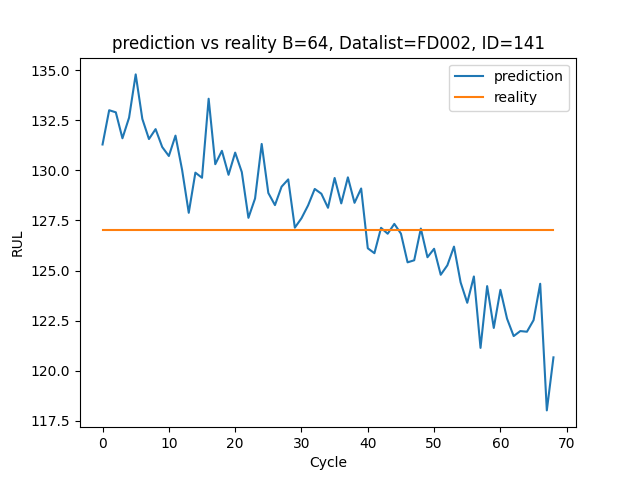 prediction vs reality B=64, Datalist=FD002, ID=141
prediction
reality
RUL
135.0
132.5
130.0
127.5
125.0
122.5
120.0
117.5
0 10 20 30 40 50 60 70
Cycle